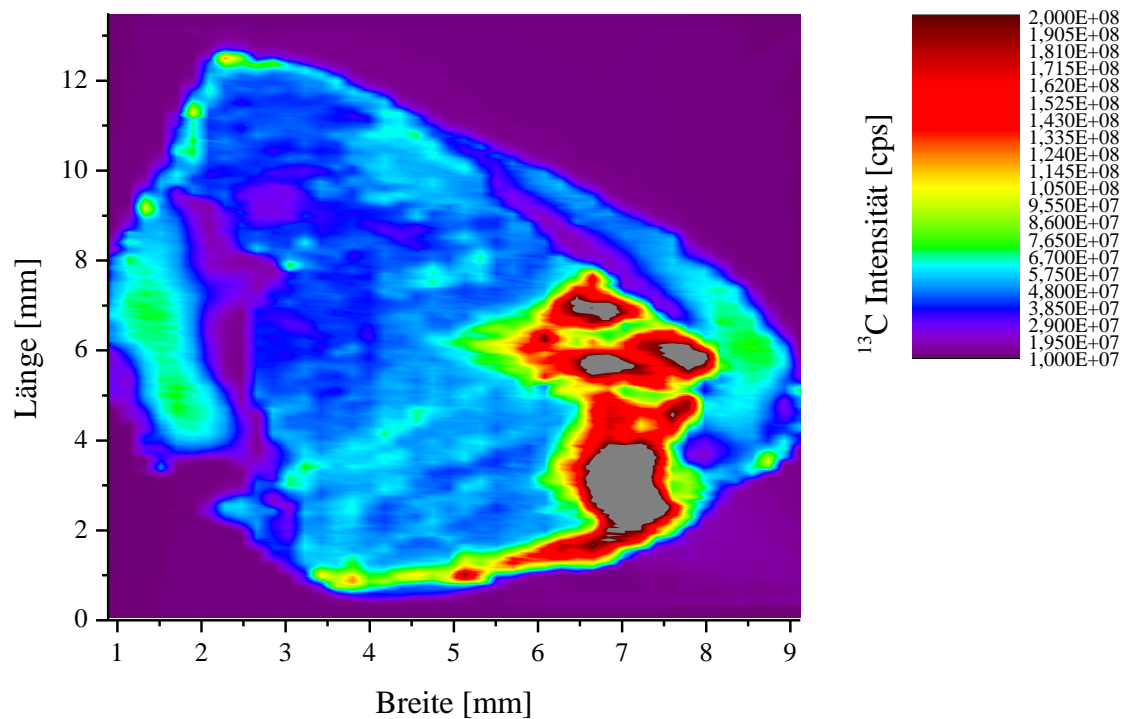 12
10
8
6
4
2
0
1 2 3 4 5 6 7 8 9
Länge [mm]
Breite [mm]
¹³C Intensität [cps]
2,000E+08
1,905E+08
1,810E+08
1,715E+08
1,620E+08
1,525E+08
1,430E+08
1,335E+08
1,240E+08
1,145E+08
1,050E+08
9,550E+07
8,600E+07
7,650E+07
6,700E+07
5,750E+07
4,800E+07
3,850E+07
2,900E+07
1,950E+07
1,000E+07